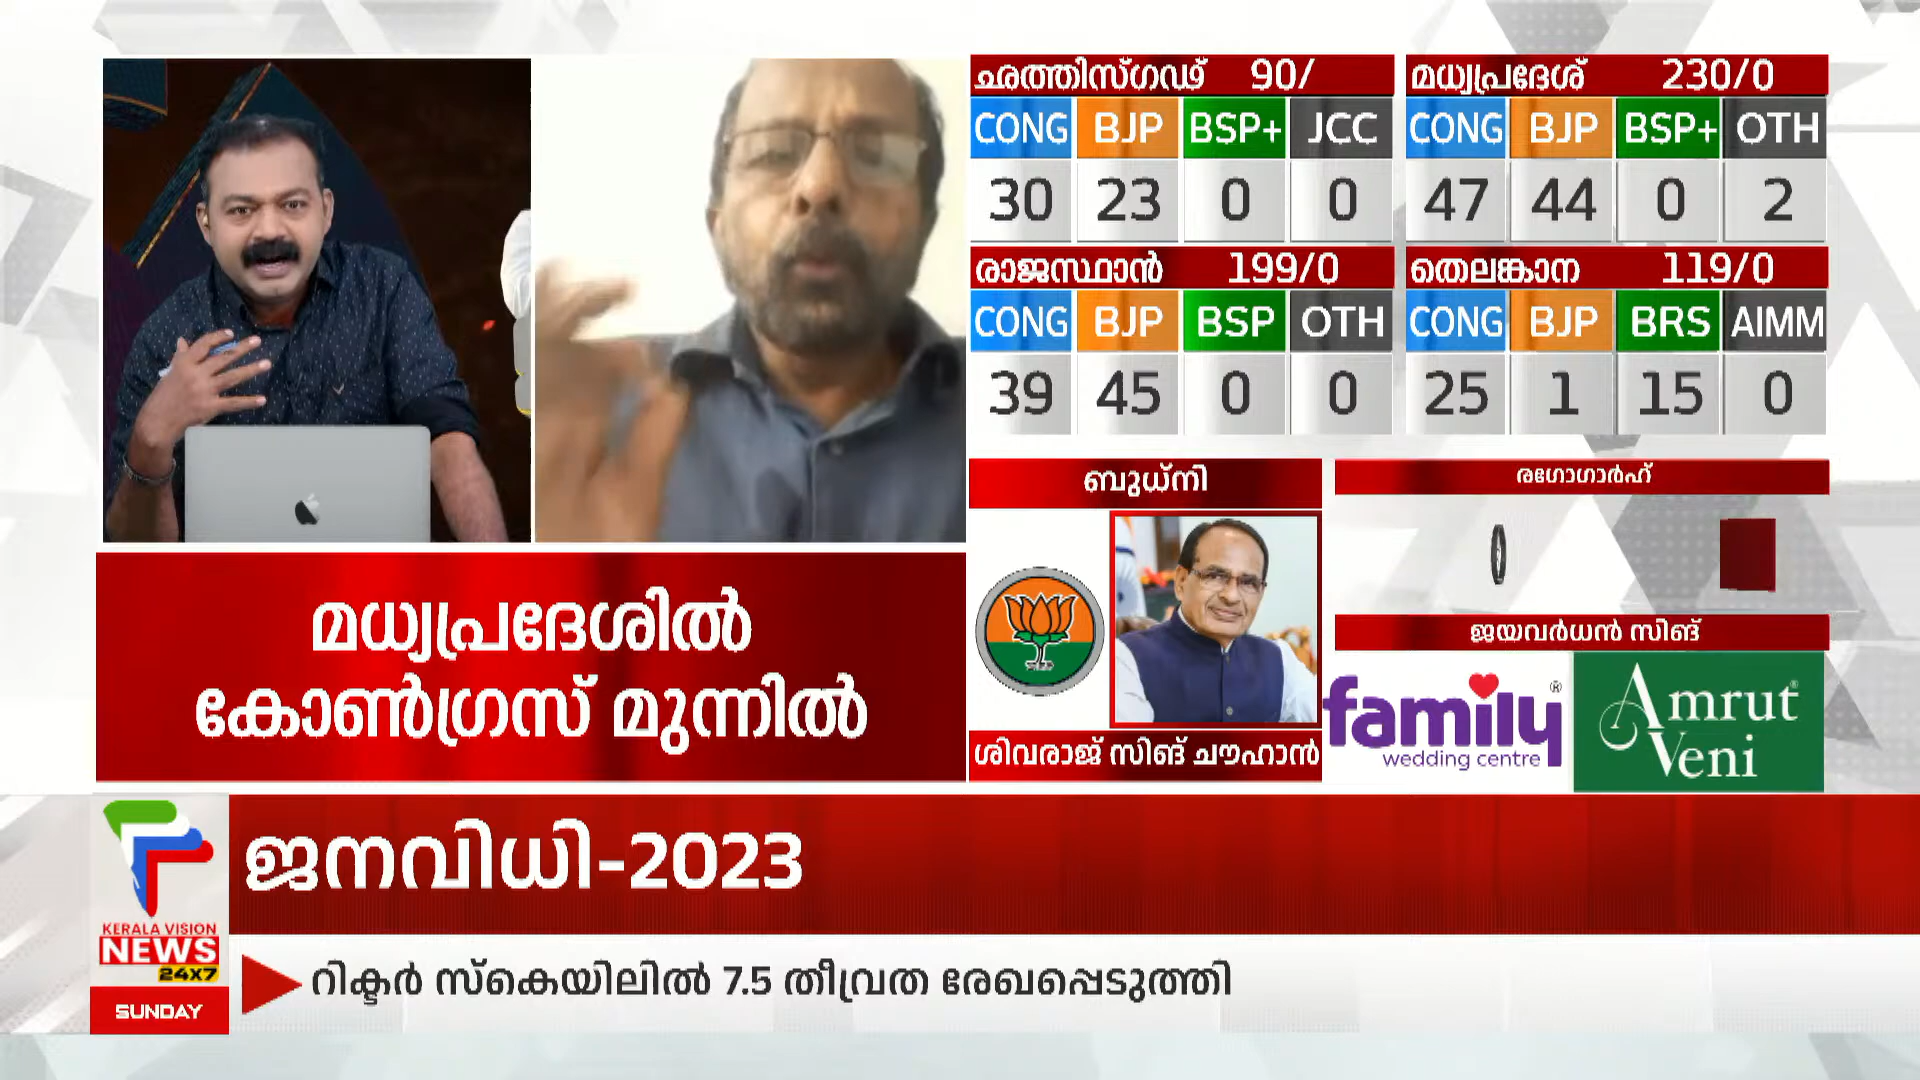 ഛത്തിസ്ഗഢ് 90/
CONG BJP BSP+ JCC
30 23 0 0
മധ്യപ്രദേശ് 230/0
CONG BJP BSP+ OTH
47 44 0 2
രാജസ്ഥാൻ 199/0
CONG BJP BSP OTH
39 45 0 0
തെലങ്കാന 119/0
CONG BJP BRS AIMM
25 1 15 0
ബുധ്നി
ശിവരാജ് സിങ് ചൗഹാൻ
രഗോഗാർഹ്
ജയവർധൻ സിങ്
family®
wedding centre
Amrut®
Veni
മധ്യപ്രദേശിൽ
കോൺഗ്രസ് മുന്നിൽ
ജനവിധി-2023
KERALA VISION
NEWS
24X7
SUNDAY
റിക്ടർ സ്കെയിലിൽ 7.5 തീവ്രത രേഖപ്പെടുത്തി